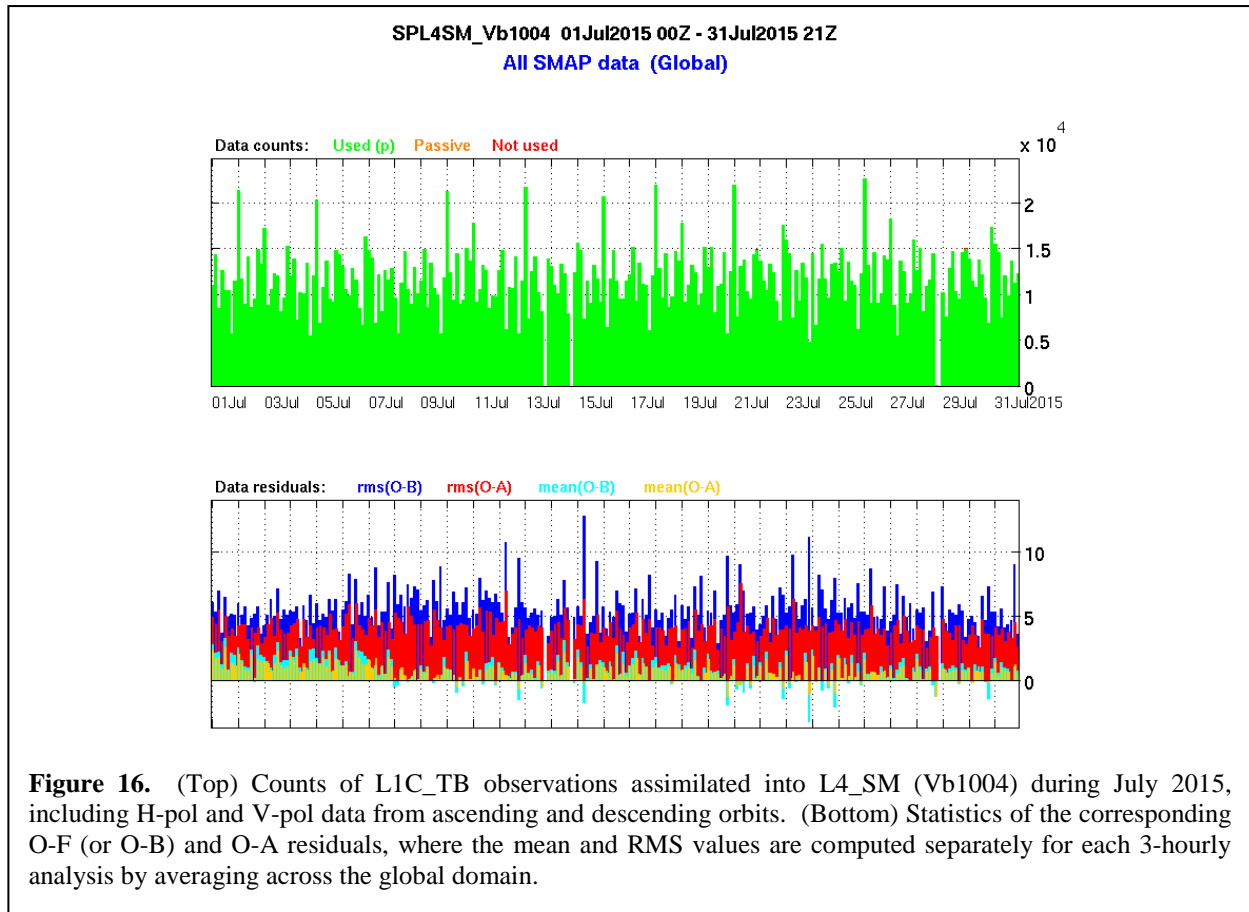 SPL4SM_Vb1004 01Jul2015 00Z - 31Jul2015 21Z
All SMAP data (Global)
Data counts: Used (p) Passive Not used
x 10 4
2
1.5
1
0.5
0
01Jul 03Jul 05Jul 07Jul 09Jul 11Jul 13Jul 15Jul 17Jul 19Jul 21Jul 23Jul 25Jul 27Jul 29Jul 31Jul2015
Data residuals: rms(O-B) rms(O-A) mean(O-B) mean(O-A)
10
5
0
Figure 16. (Top) Counts of L1C_TB observations assimilated into L4_SM (Vb1004) during July 2015,
including H-pol and V-pol data from ascending and descending orbits. (Bottom) Statistics of the corresponding
O-F (or O-B) and O-A residuals, where the mean and RMS values are computed separately for each 3-hourly
analysis by averaging across the global domain.